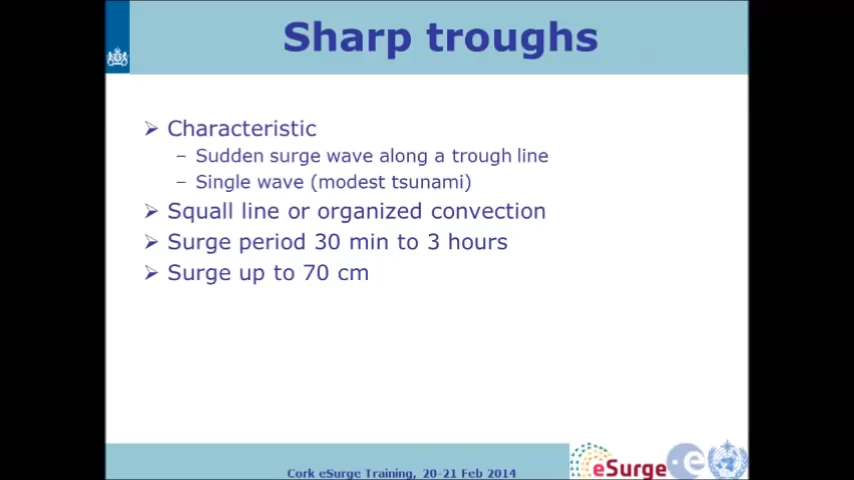 Sharp troughs
Characteristic
– Sudden surge wave along a trough line
– Single wave (modest tsunami)
Squall line or organized convection
Surge period 30 min to 3 hours
Surge up to 70 cm
Cork eSurge Training, 20-21 Feb 2014
eSurge
e